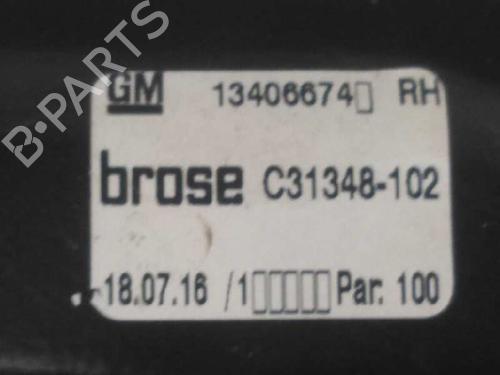 B-PARTS
GM 13406674▯ RH
brose C31348-102
18.07.16 /1▯▯▯▯▯ Par. 100